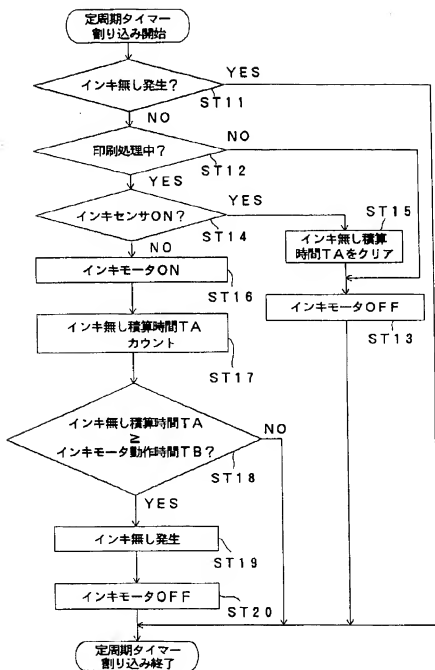 定周期タイマー
割り込み開始
インキ無し発生?
YES
ST11
NO
印刷処理中?
NO
ST12
YES
インキセンサON?
YES
ST14
NO
ST15
インキ無し積算
時間TAをクリア
インキモータON
ST16
インキモータOFF
ST13
インキ無し積算時間TA
カウント
ST17
インキ無し積算時間TA
≧
インキモータ動作時間TB?
NO
ST18
YES
インキ無し発生
ST19
インキモータOFF
ST20
定周期タイマー
割り込み終了